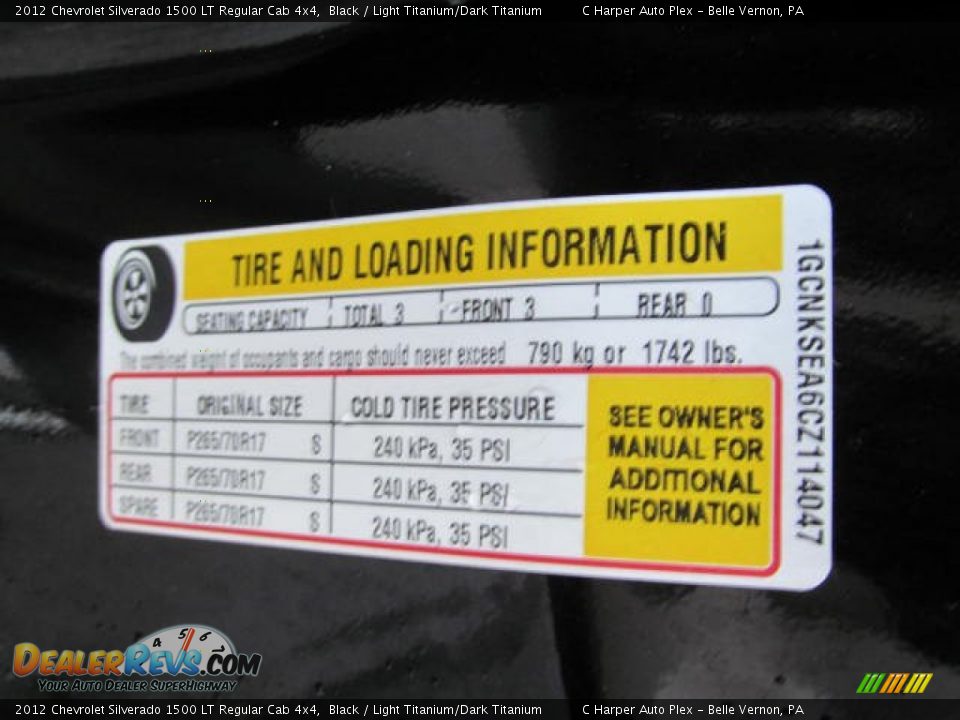 2012 Chevrolet Silverado 1500 LT Regular Cab 4x4, Black / Light Titanium/Dark Titanium C Harper Auto Plex - Belle Vernon, PA
TIRE AND LOADING INFORMATION
SEATING CAPACITY TOTAL 3 FRONT 3 REAR 0
The combined weight of occupants and cargo should never exceed 790 kg or 1742 lbs.
TIRE ORIGINAL SIZE COLD TIRE PRESSURE
FRONT P265/70R17 S 240 kPa, 35 PSI
REAR P265/70R17 S 240 kPa, 35 PSI
SPARE P265/70R17 S 240 kPa, 35 PSI
SEE OWNER'S
MANUAL FOR
ADDITIONAL
INFORMATION
1GCNKSEA6CZ114047
4 5 6
DEALERREVS.COM
YOUR AUTO DEALER SUPERHIGHWAY
2012 Chevrolet Silverado 1500 LT Regular Cab 4x4, Black / Light Titanium/Dark Titanium C Harper Auto Plex - Belle Vernon, PA